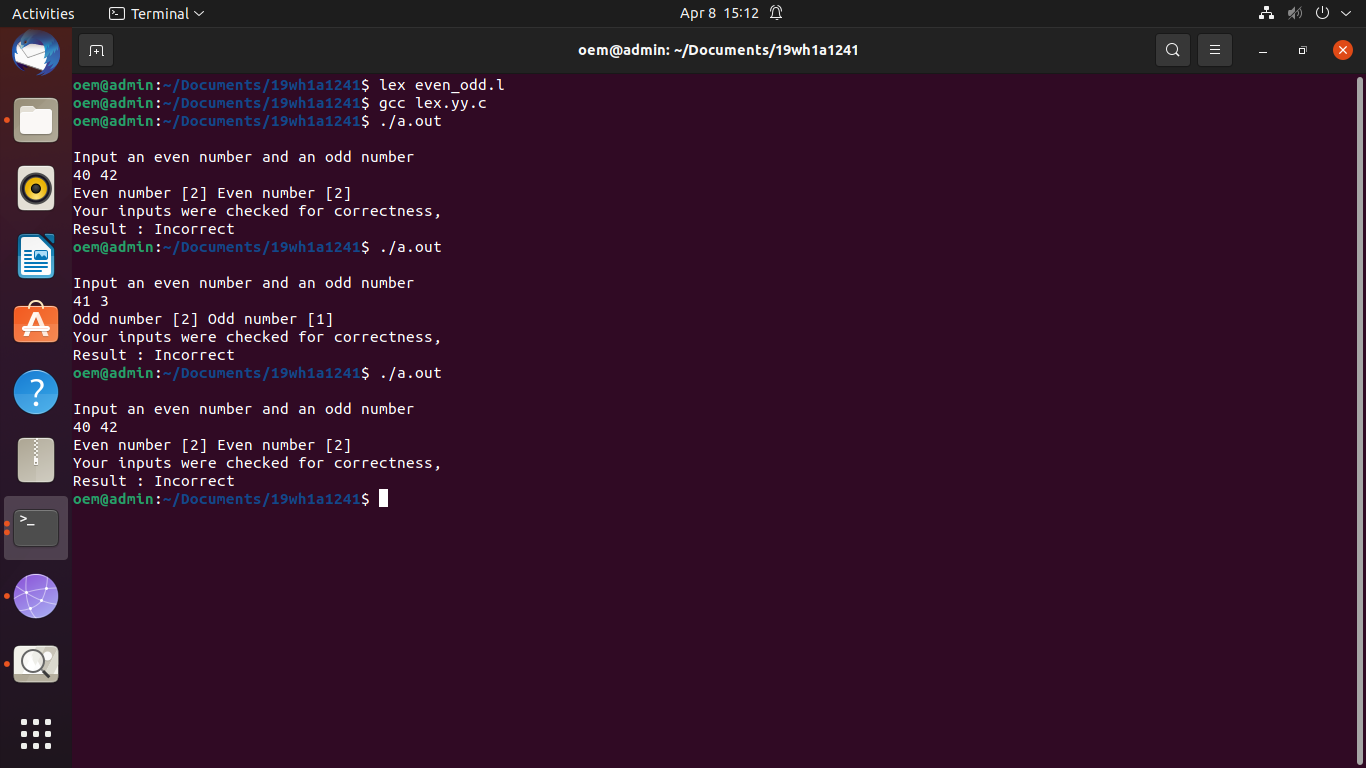 Activities Terminal Apr 8 15:12
oem@admin: ~/Documents/19wh1a1241
oem@admin:~/Documents/19wh1a1241$ lex even_odd.l
oem@admin:~/Documents/19wh1a1241$ gcc lex.yy.c
oem@admin:~/Documents/19wh1a1241$ ./a.out
Input an even number and an odd number
40 42
Even number [2] Even number [2]
Your inputs were checked for correctness,
Result : Incorrect
oem@admin:~/Documents/19wh1a1241$ ./a.out
Input an even number and an odd number
41 3
Odd number [2] Odd number [1]
Your inputs were checked for correctness,
Result : Incorrect
oem@admin:~/Documents/19wh1a1241$ ./a.out
Input an even number and an odd number
40 42
Even number [2] Even number [2]
Your inputs were checked for correctness,
Result : Incorrect
oem@admin:~/Documents/19wh1a1241$